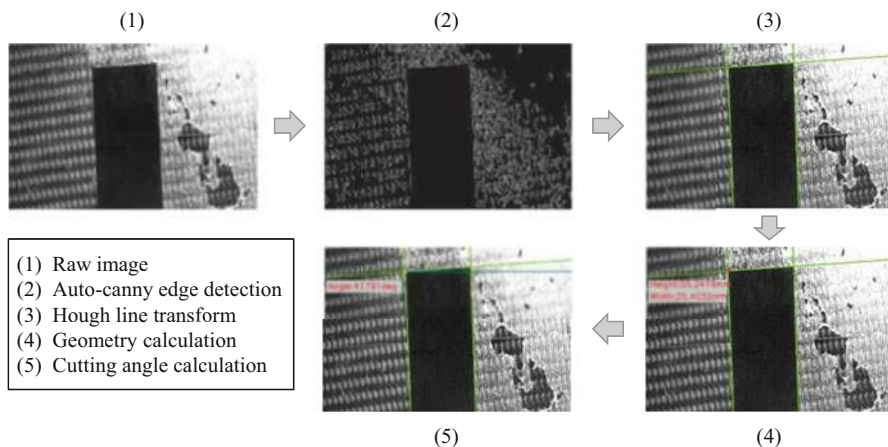 (1)
(2)
(3)
(1) Raw image
(2) Auto-canny edge detection
(3) Hough line transform
(4) Geometry calculation
(5) Cutting angle calculation
(5)
(4)